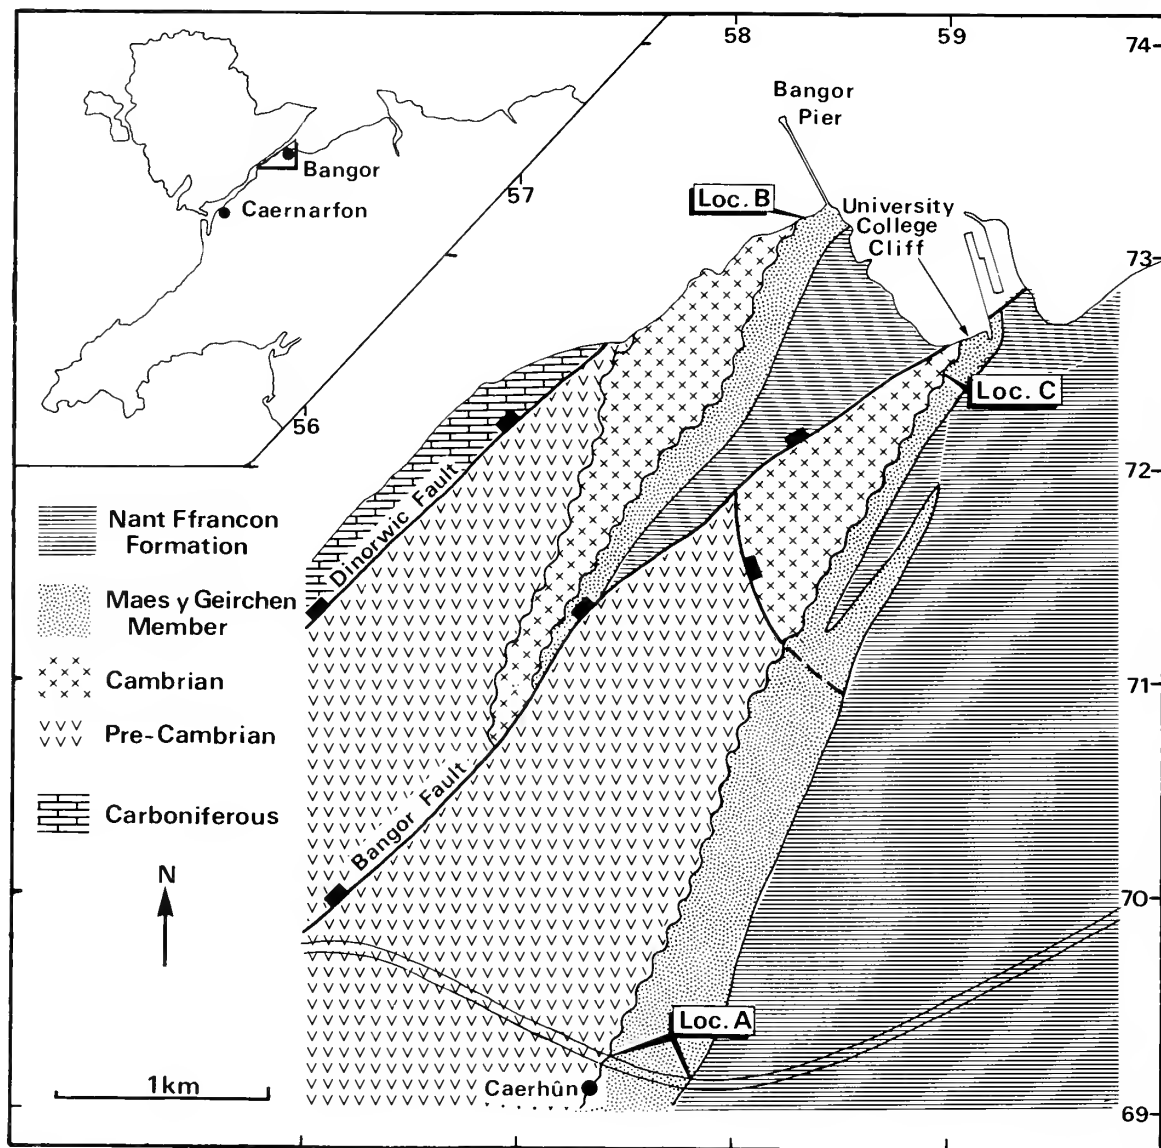 58
59
74
Bangor
Pier
Bangor
Caernarfon
57
Loc. B
University
College
Cliff
73
56
Loc. C
72
Dinorwic Fault
Nant Ffrancon
Formation
Maes y Geirchen
Member
Cambrian
Pre-Cambrian
Carboniferous
71
Bangor Fault
N
70
Loc. A
1km
Caerhûn
69